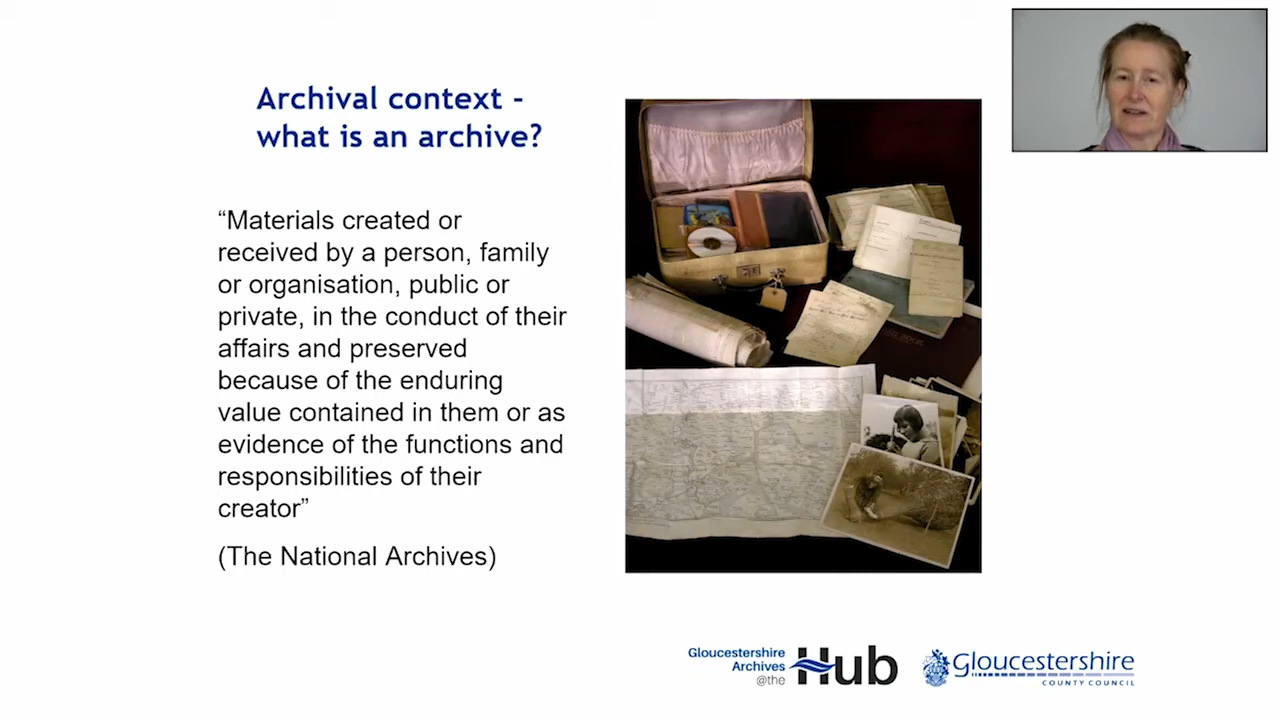 Archival context -
what is an archive?
“Materials created or
received by a person, family
or organisation, public or
private, in the conduct of their
affairs and preserved
because of the enduring
value contained in them or as
evidence of the functions and
responsibilities of their
creator”
(The National Archives)
Gloucestershire
Archives
@the
Hub
Gloucestershire
COUNTY COUNCIL